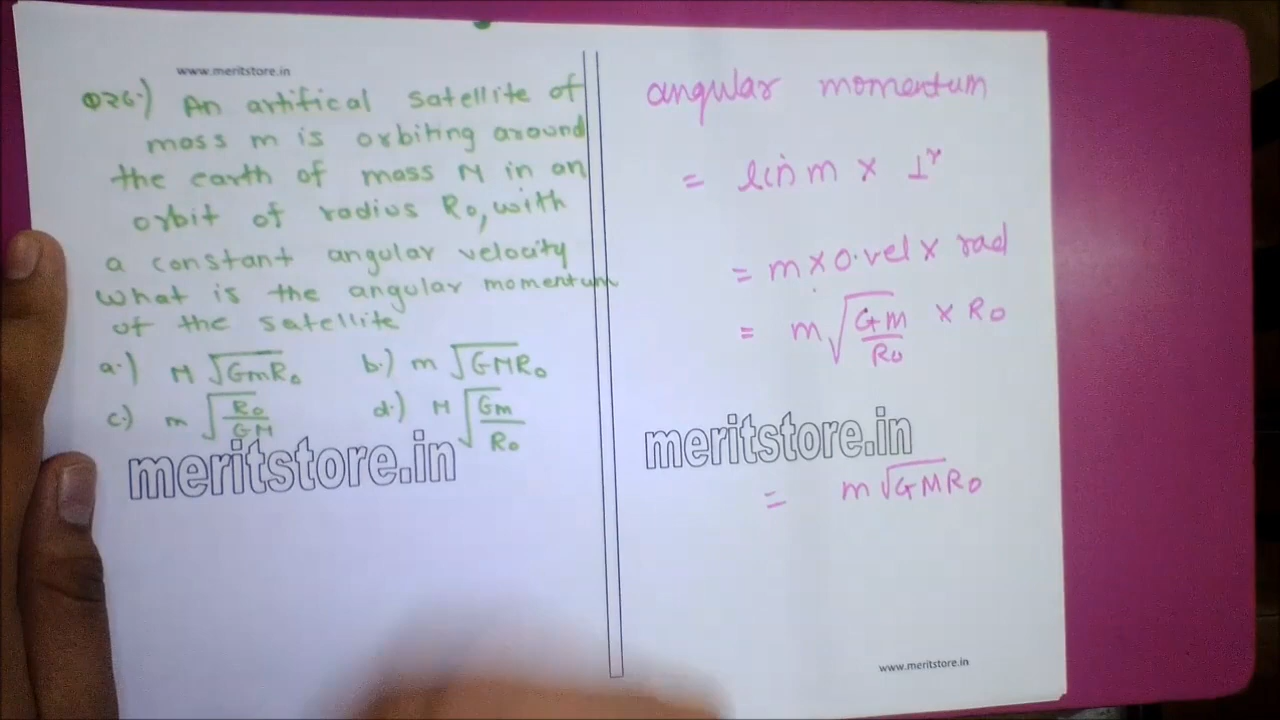 www.meritstore.in
Q26.) An artifical satellite of
mass m is orbiting around
the earth of mass M in an
orbit of radius R0, with
a constant angular velocity
What is the angular momentum
of the satellite
a.) M √GmR0 b.) m √GMR0
c.) m √R0/GM d.) M √Gm/R0
meritstore.in
angular momentum
= lin m × ⊥r
= m × o.vel × rad
= m √Gm/R0 × R0
meritstore.in
= m √GMR0
www.meritstore.in